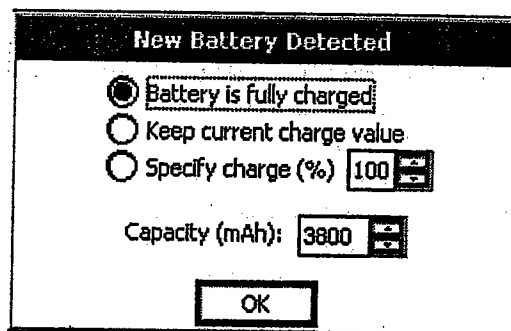 New Battery Detected
Battery is fully charged
Keep current charge value
Specify charge (%) 100
Capacity (mAh): 3800
OK